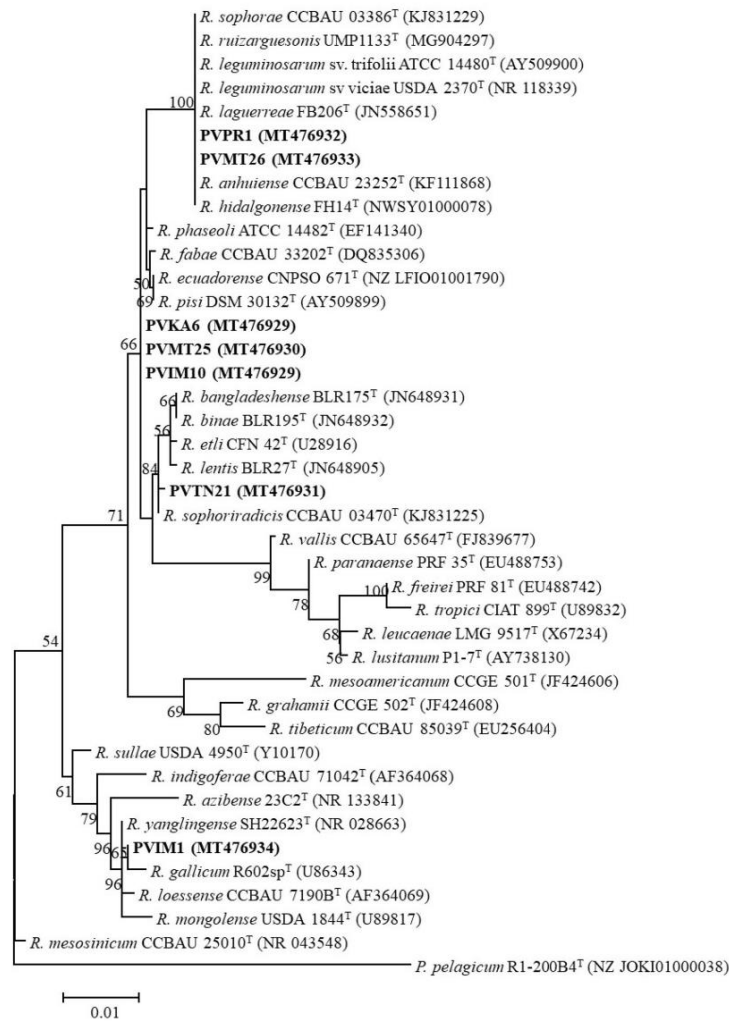 R. sophorae CCBAU 03386T (KJ831229)
R. ruizarguesonis UMP1133T (MG904297)
R. leguminosarum sv. trifolii ATCC 14480T (AY509900)
R. leguminosarum sv viciae USDA 2370T (NR 118339)
100
R. laguerreae FB206T (JN558651)
PVPR1 (MT476932)
PVMT26 (MT476933)
R. anhuiense CCBAU 23252T (KF111868)
R. hidalgonense FH14T (NWSY01000078)
R. phaseoli ATCC 14482T (EF141340)
R. fabae CCBAU 33202T (DQ835306)
50
R. ecuadorense CNPSO 671T (NZ LFIO01001790)
69
R. pisi DSM 30132T (AY509899)
PVKA6 (MT476929)
66
PVMT25 (MT476930)
PVIM10 (MT476929)
66
R. bangladeshense BLR175T (JN648931)
R. binae BLR195T (JN648932)
56
R. etli CFN 42T (U28916)
84
R. lentis BLR27T (JN648905)
PVTN21 (MT476931)
71
R. sophoriradicis CCBAU 03470T (KJ831225)
R. vallis CCBAU 65647T (FJ839677)
R. paranaense PRF 35T (EU488753)
99
100
R. freirei PRF 81T (EU488742)
78
R. tropici CIAT 899T (U89832)
68
R. leucaenae LMG 9517T (X67234)
54
56
R. lusitanum P1-7T (AY738130)
R. mesoamericanum CCGE 501T (JF424606)
69
R. grahamii CCGE 502T (JF424608)
80
R. tibeticum CCBAU 85039T (EU256404)
R. sullae USDA 4950T (Y10170)
R. indigoferae CCBAU 71042T (AF364068)
61
R. azibense 23C2T (NR 133841)
79
R. yanglingense SH22623T (NR 028663)
96
65
PVIM1 (MT476934)
R. gallicum R602spT (U86343)
96
R. loessense CCBAU 7190BT (AF364069)
R. mongolense USDA 1844T (U89817)
R. mesosinicum CCBAU 25010T (NR 043548)
P. pelagicum R1-200B4T (NZ JOKI01000038)
0.01